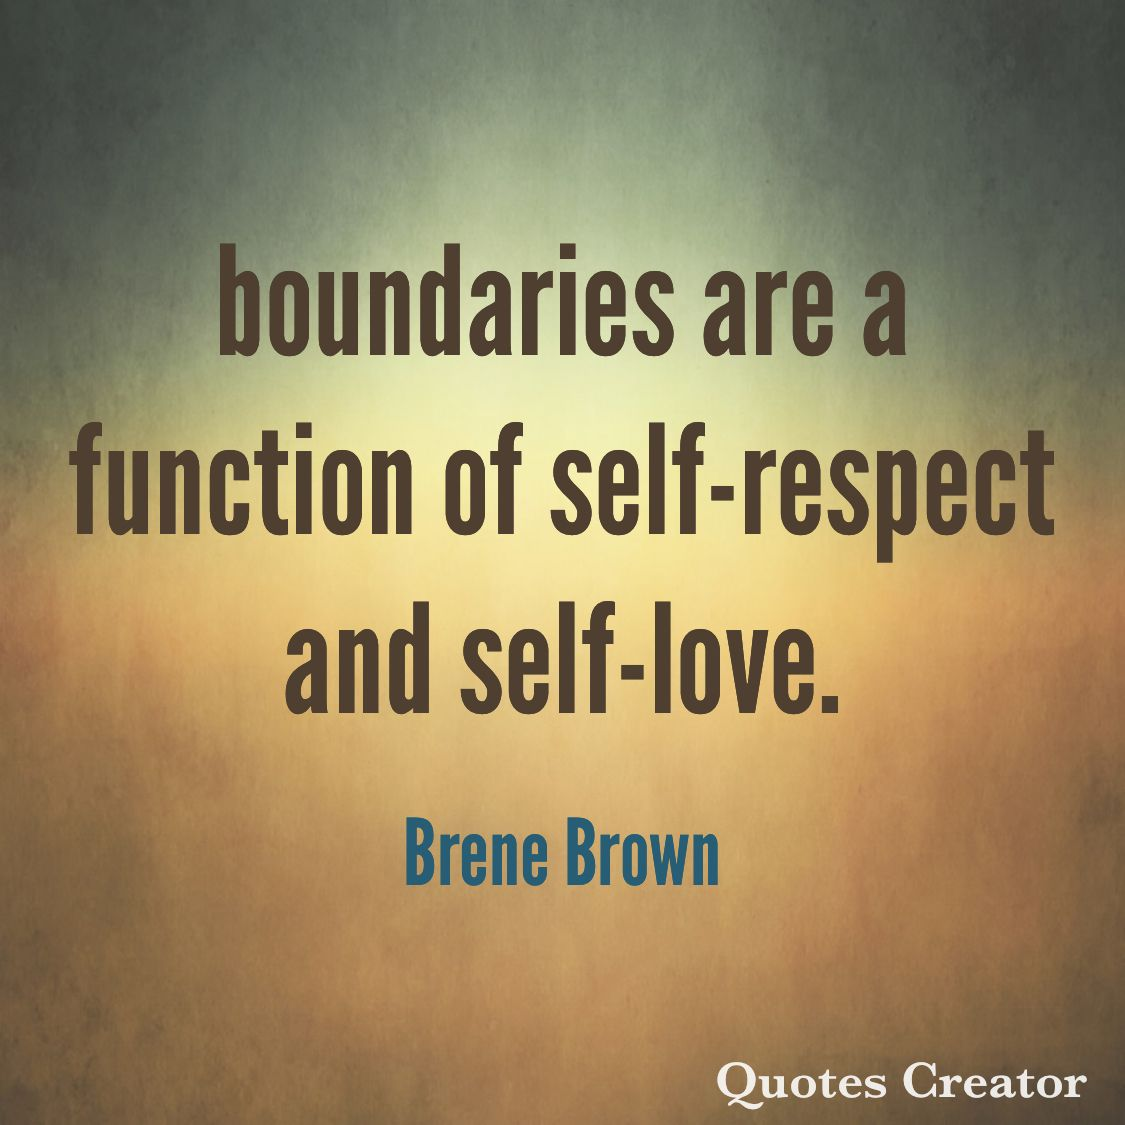 boundaries are a
function of self-respect
and self-love.
Brene Brown
Quotes Creator